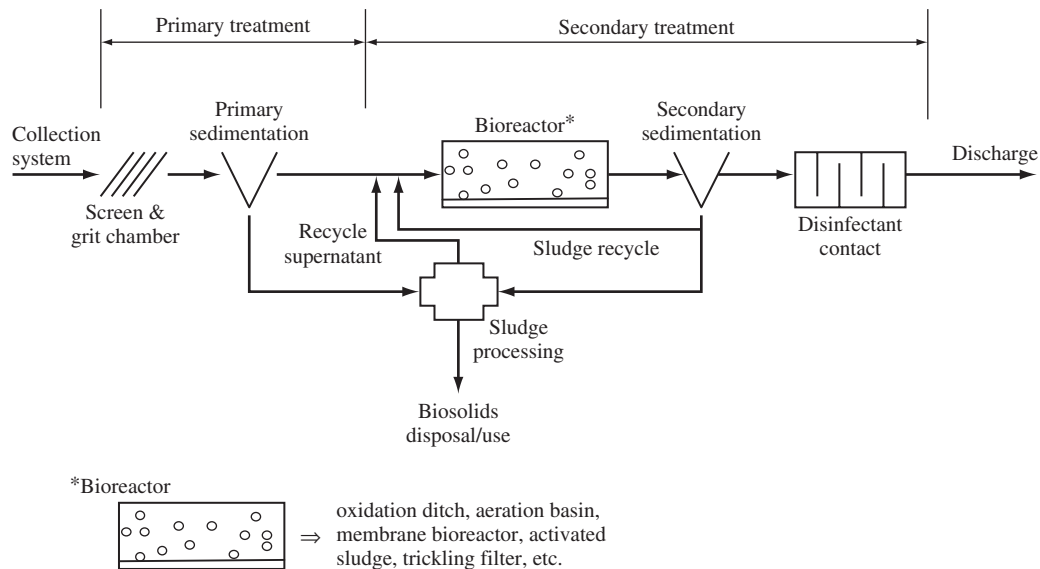 Primary treatment
Secondary treatment
Collection
system
Primary
sedimentation
Bioreactor*
Secondary
sedimentation
Discharge
Screen &
grit chamber
Recycle
supernatant
Sludge recycle
Disinfectant
contact
Sludge
processing
Biosolids
disposal/use
*Bioreactor
⇒ oxidation ditch, aeration basin,
membrane bioreactor, activated
sludge, trickling filter, etc.